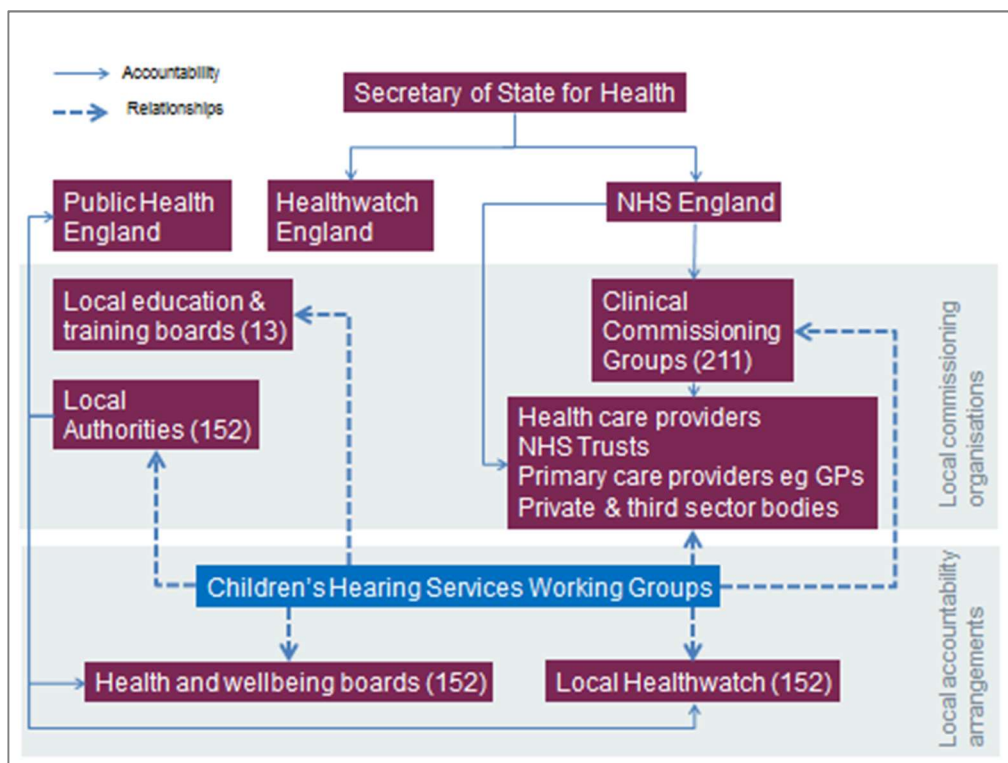 Accountability
Relationships
Secretary of State for Health
Public Health
England
Healthwatch
England
NHS England
Local education &
training boards (13)
Clinical
Commissioning
Groups (211)
Local
Authorities (152)
Health care providers
NHS Trusts
Primary care providers eg GPs
Private & third sector bodies
Local commissioning
organisations
Children's Hearing Services Working Groups
Health and wellbeing boards (152)
Local Healthwatch (152)
Local accountability
arrangements